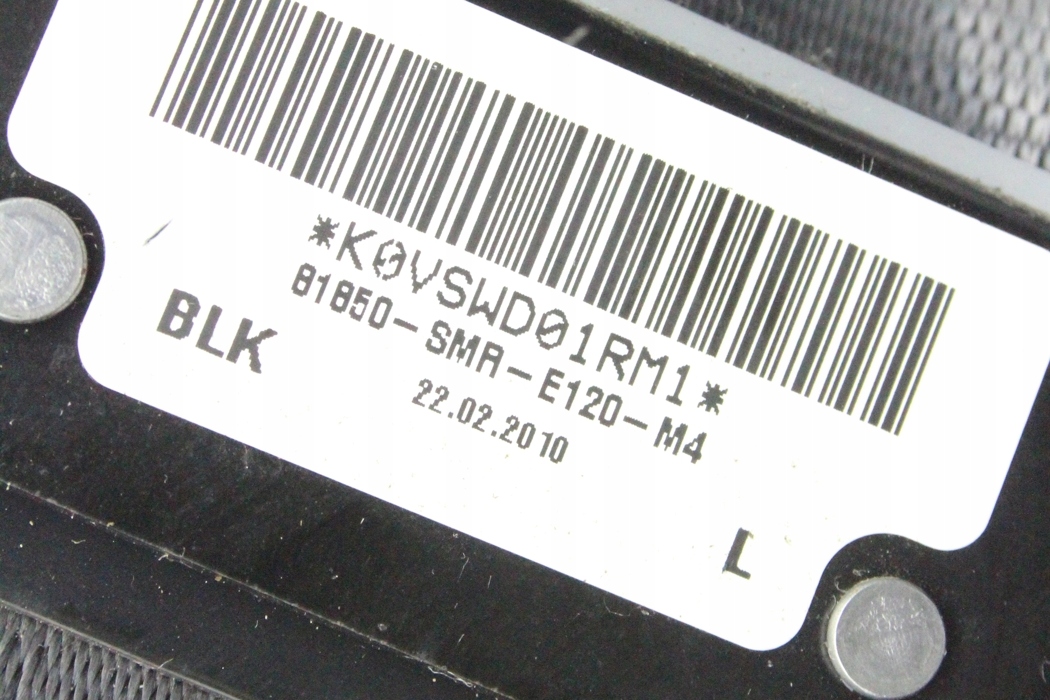 *K0VSWD01RM1*
81850-SMA-E120-M4
BLK
22.02.2010
L